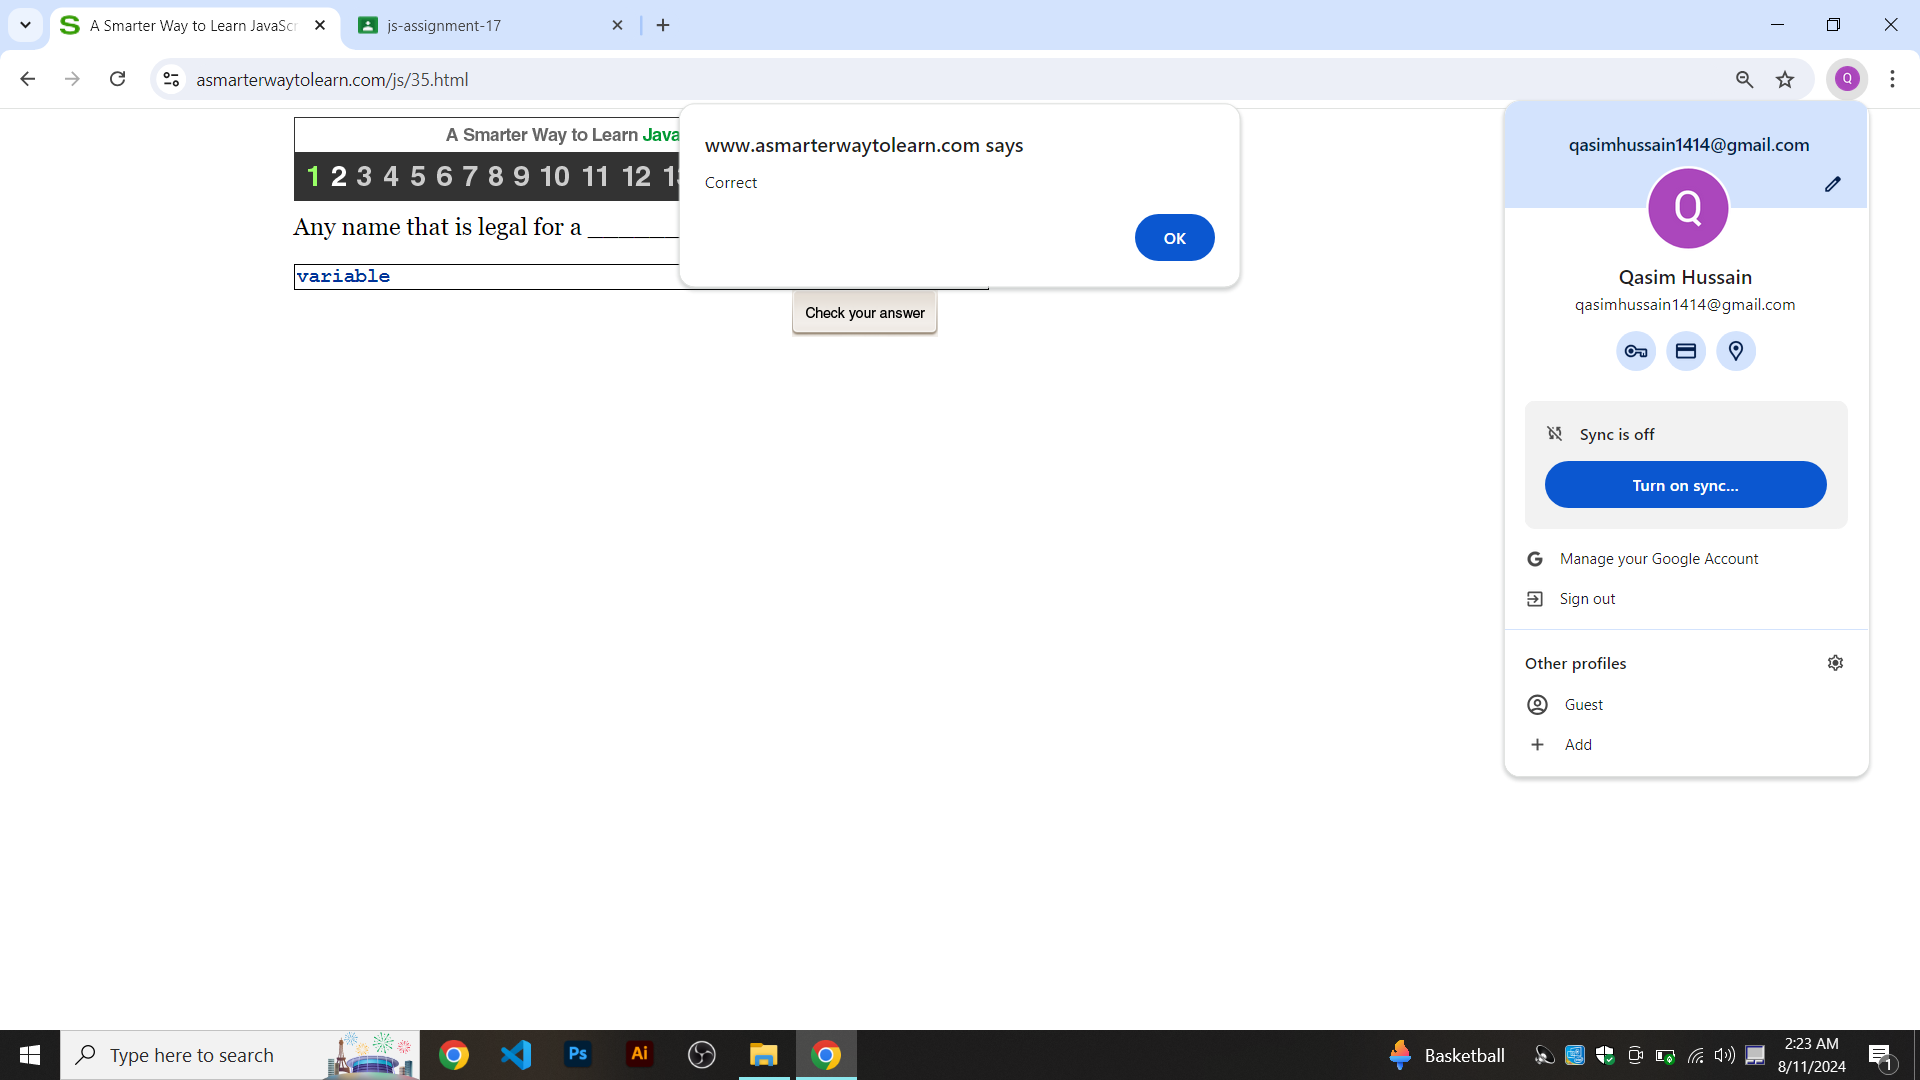 A Smarter Way to Learn JavaScr
js-assignment-17
asmarterwaytolearn.com/js/35.html
Q
A Smarter Way to Learn Java
1 2 3 4 5 6 7 8 9 10 11 12 13
Any name that is legal for a ______
variable
Check your answer
www.asmarterwaytolearn.com says
Correct
OK
qasimhussain1414@gmail.com
Q
Qasim Hussain
qasimhussain1414@gmail.com
Sync is off
Turn on sync...
Manage your Google Account
Sign out
Other profiles
Guest
Add
Type here to search
Ps
Ai
Basketball
2:23 AM
8/11/2024
1